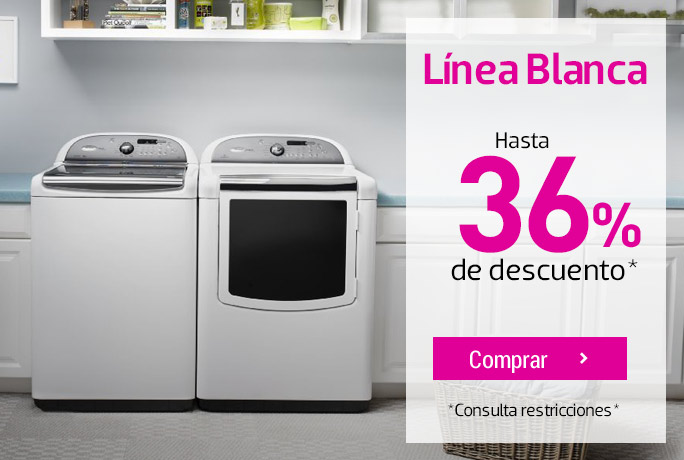 Línea Blanca
Hasta
36%
de descuento*
Comprar >
*Consulta restricciones*